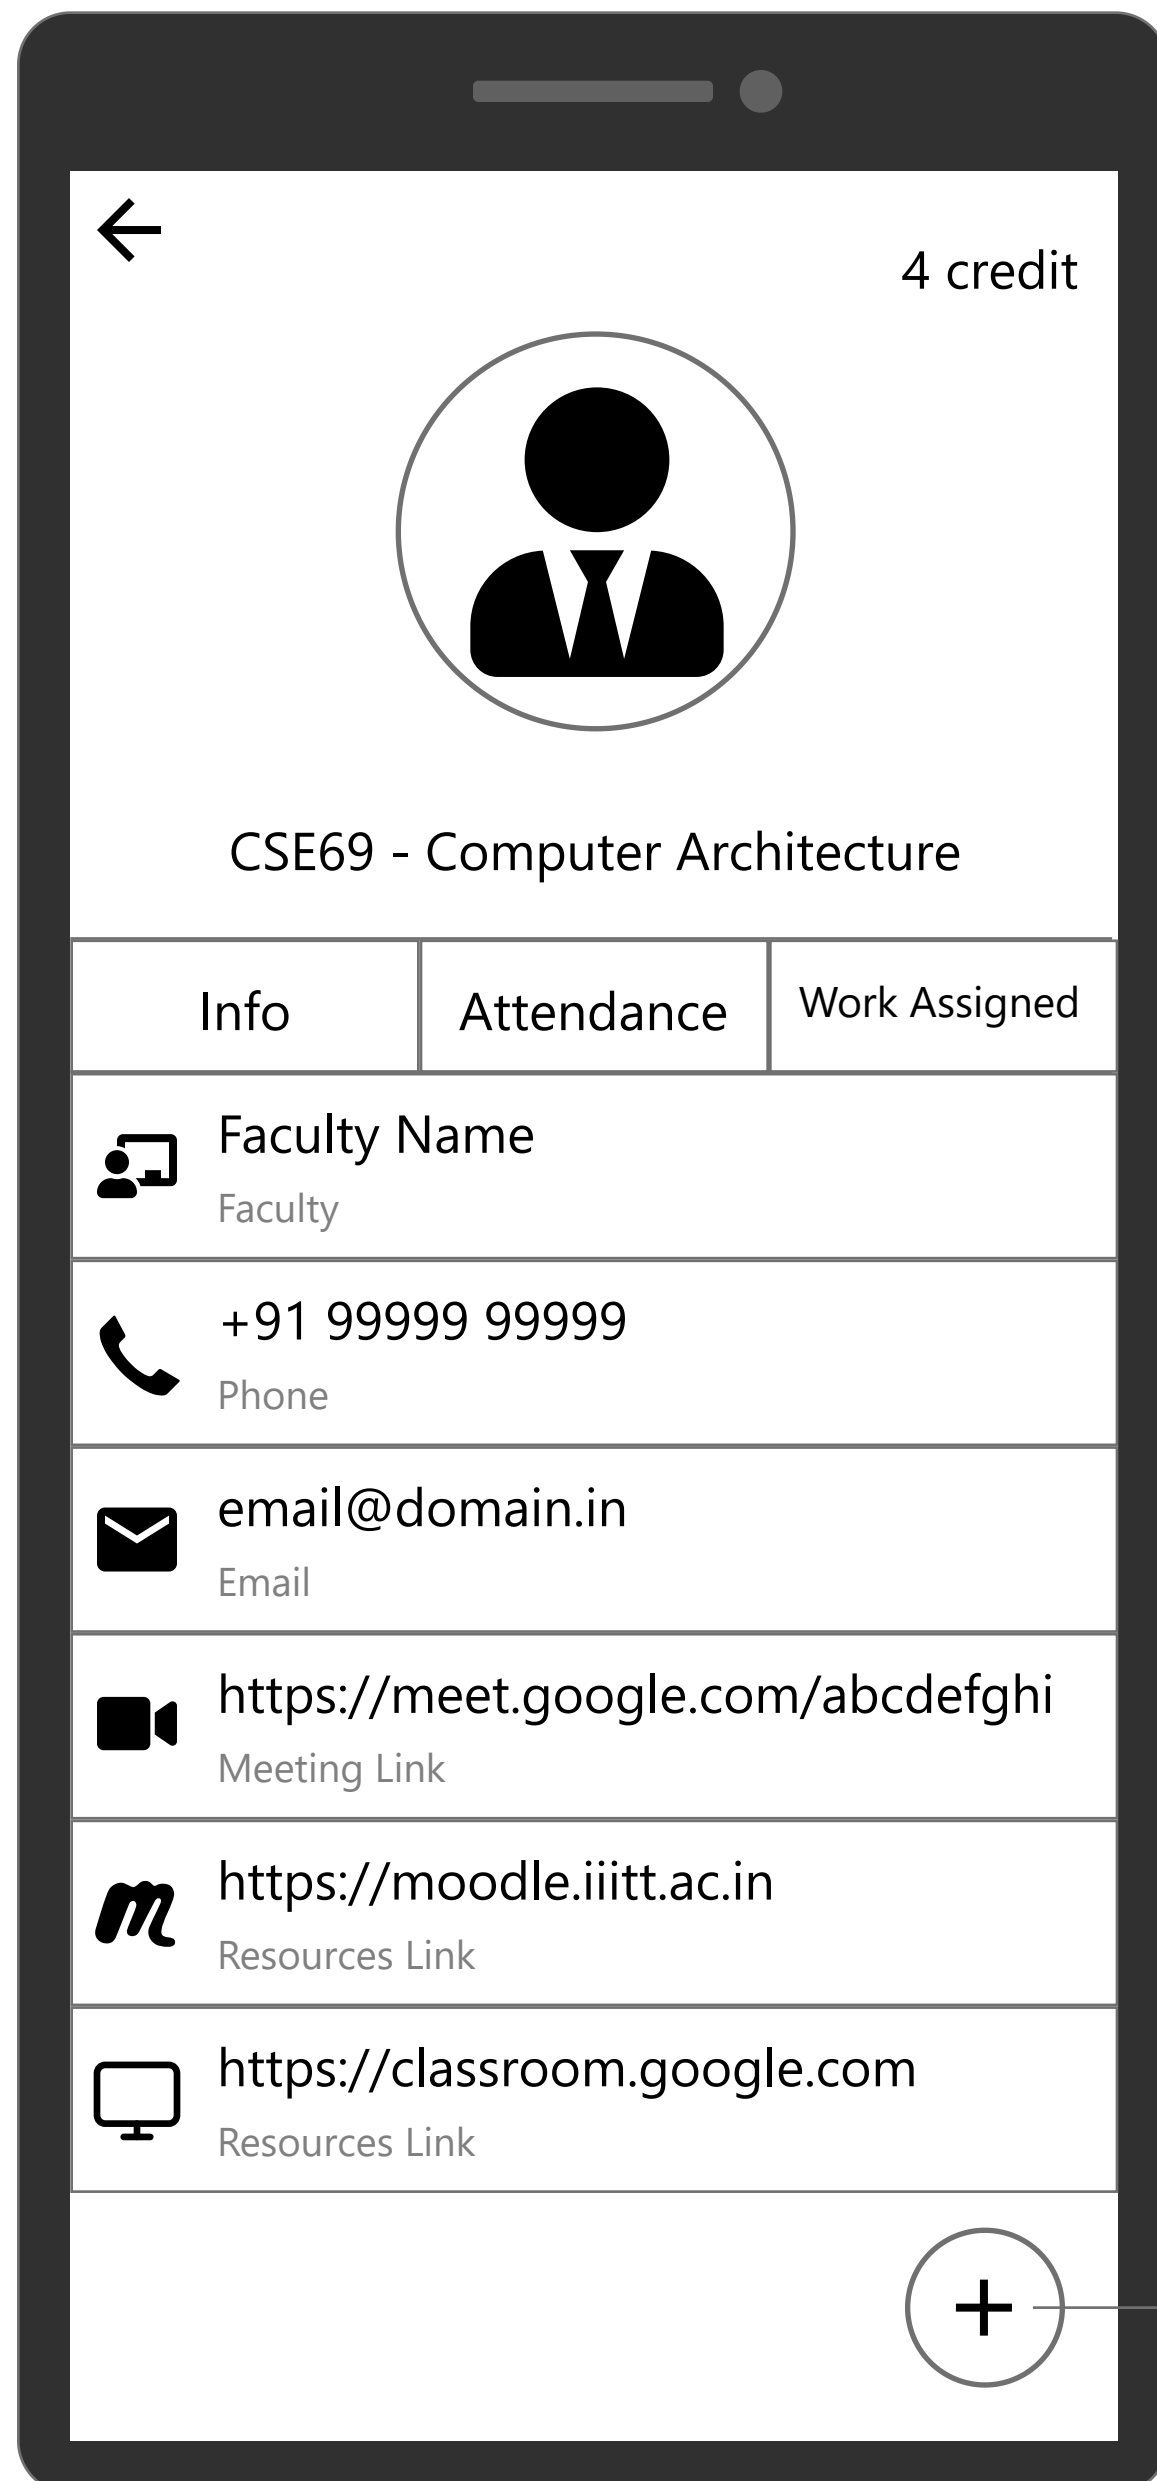 4 credit
CSE69 - Computer Architecture
Info
Attendance
Work Assigned
Faculty Name
Faculty
+91 99999 99999
Phone
email@domain.in
Email
https://meet.google.com/abcdefghi
Meeting Link
https://moodle.iiitt.ac.in
Resources Link
https://classroom.google.com
Resources Link